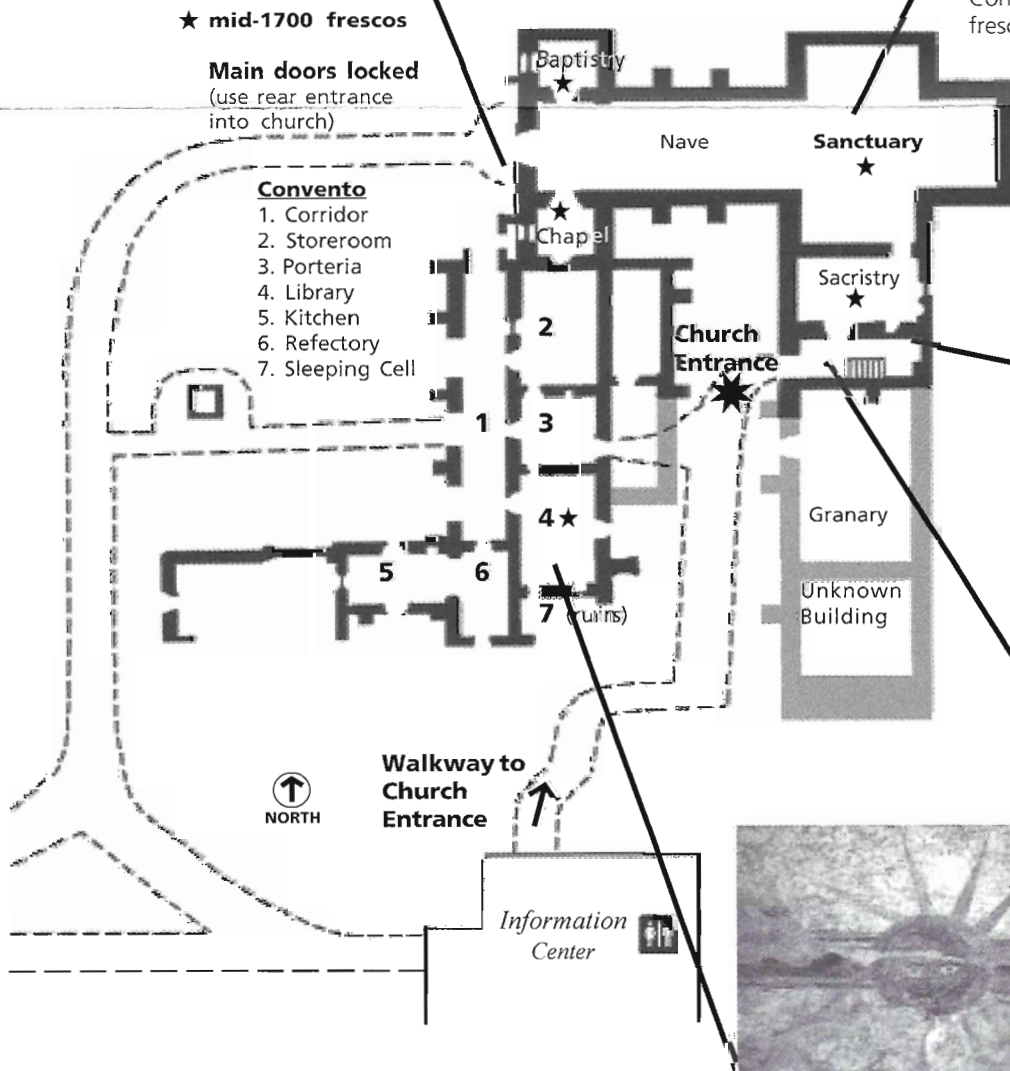 ★ mid-1700 frescos
Main doors locked
(use rear entrance
into church)
Convento
1. Corridor
2. Storeroom
3. Porteria
4. Library
5. Kitchen
6. Refectory
7. Sleeping Cell
Baptistry
★
Nave
Sanctuary
★
★
Chapel
Sacristry
★
2
Church
Entrance
1
3
4 ★
Granary
5
6
Unknown
Building
7 (ruins)
Walkway to
Church
Entrance
NORTH
Information
Center